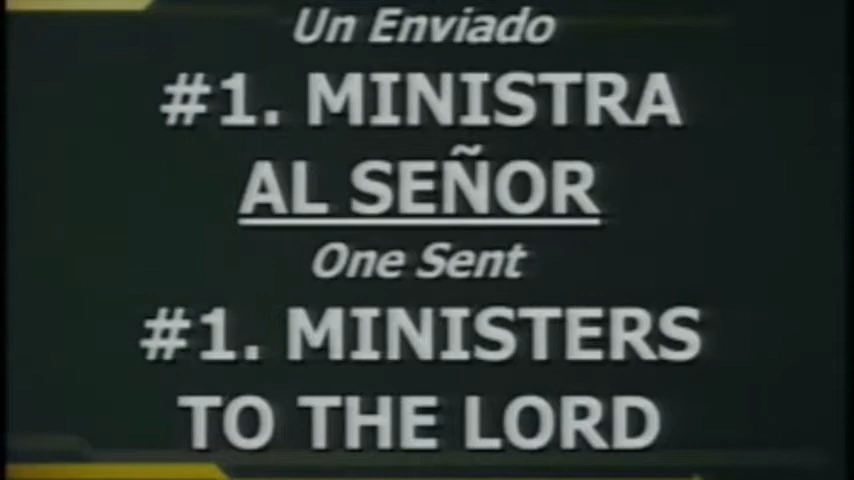 Un Enviado
#1. MINISTRA
AL SEÑOR
One Sent
#1. MINISTERS
TO THE LORD